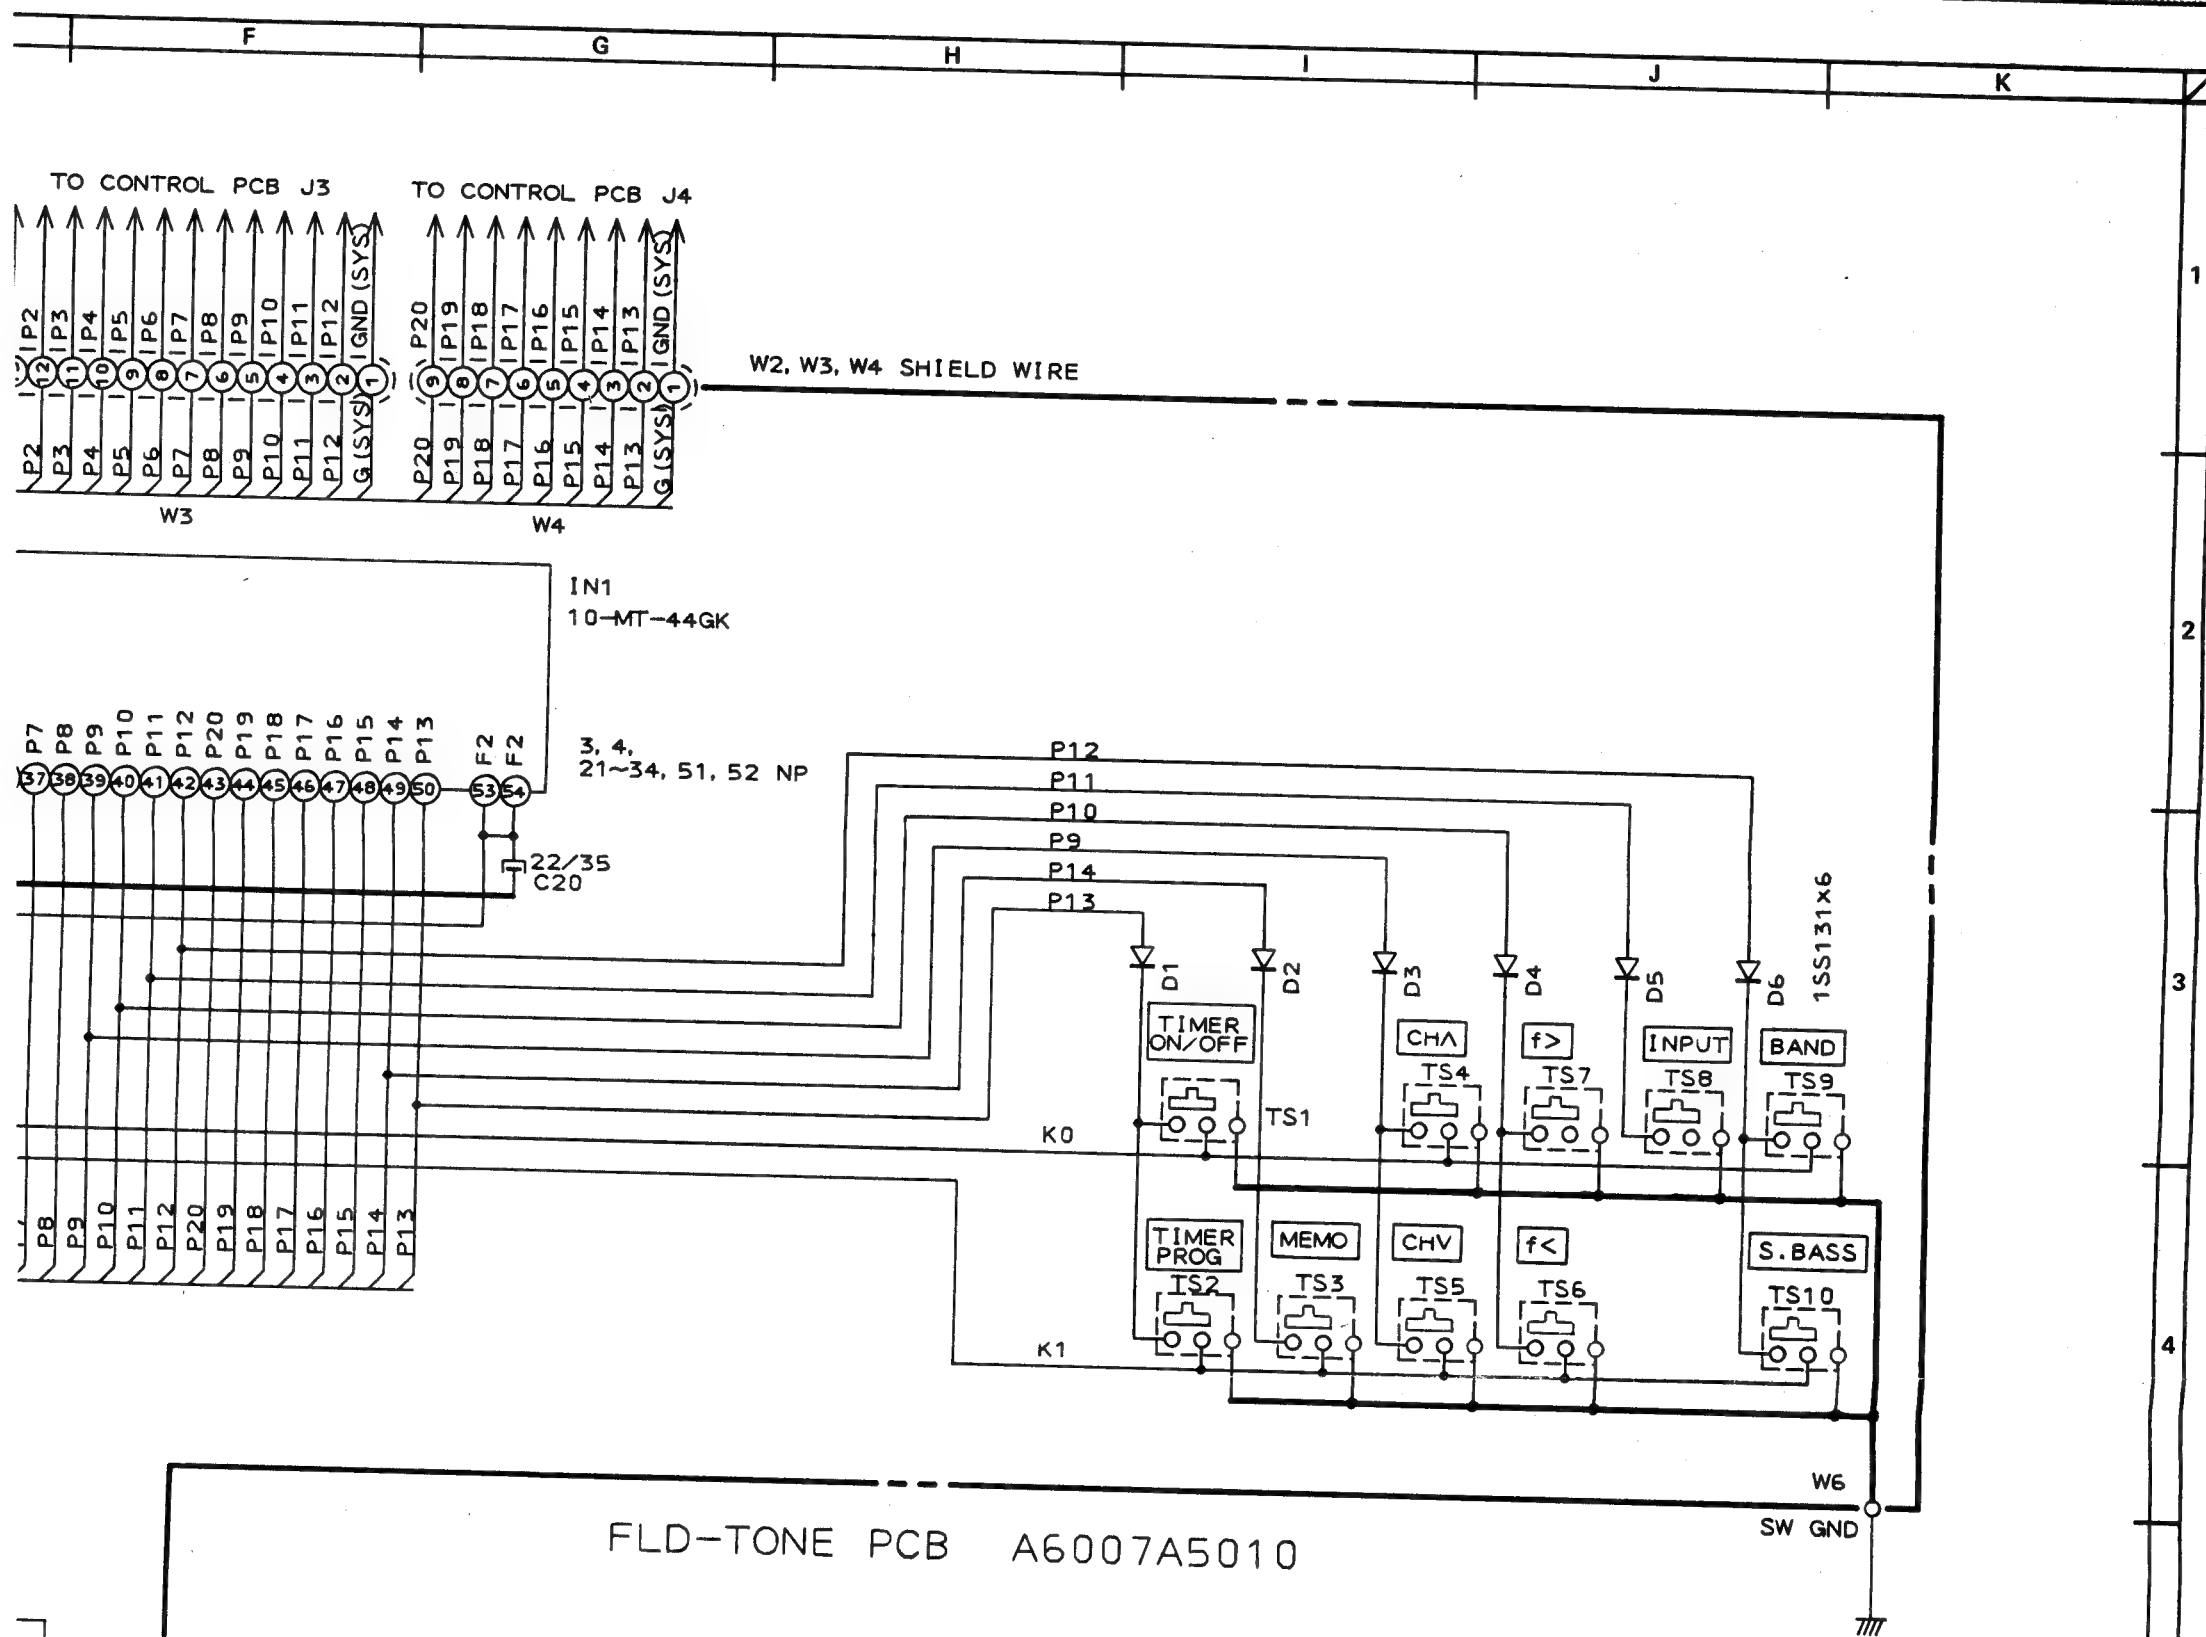 F G H I J K
TO CONTROL PCB J3
TO CONTROL PCB J4
P2 P3 P4 P5 P6 P7 P8 P9 P10 P11 P12 GND(SYS)
P20 P19 P18 P17 P16 P15 P14 P13 GND(SYS)
1
12 11 10 9 8 7 6 5 4 3 2 1
9 8 7 6 5 4 3 2 1
W2, W3, W4 SHIELD WIRE
P2 P3 P4 P5 P6 P7 P8 P9 P10 P11 P12 G(SYS)
P20 P19 P18 P17 P16 P15 P14 P13 G(SYS)
W3
W4
IN1
10-MT-44GK
2
P7 P8 P9 P10 P11 P12 P20 P19 P18 P17 P16 P15 P14 P13 F2 F2
37 38 39 40 41 42 43 44 45 46 47 48 49 50 53 54
3, 4,
21~34, 51, 52 NP
P12
P11
P10
P9
P14
P13
22/35
C20
1SS131x6
D1 D2 D3 D4 D5 D6
3
TIMER
ON/OFF
CHΛ
f>
INPUT
BAND
TS1
TS4
TS7
TS8
TS9
K0
P8 P9 P10 P11 P12 P20 P19 P18 P17 P16 P15 P14 P13
TIMER
PROG
MEMO
CHV
f<
S.BASS
TS2
TS3
TS5
TS6
TS10
K1
4
W6
SW GND
FLD-TONE PCB A6007A5010